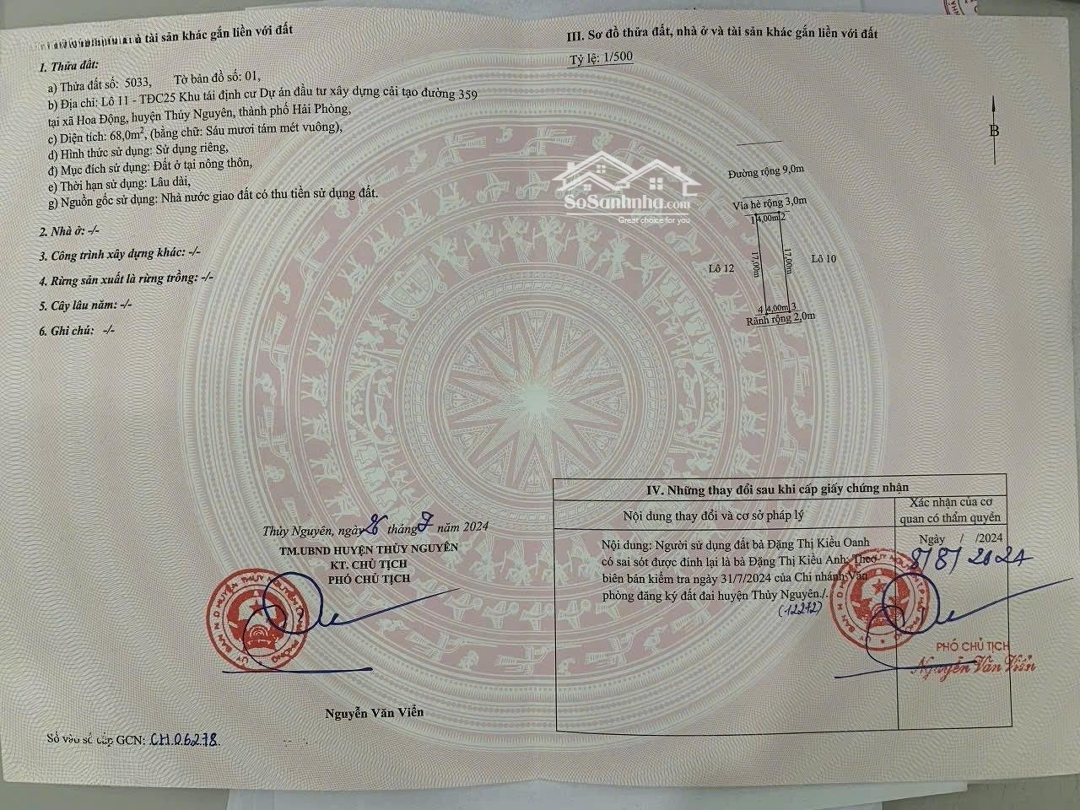 tài sản khác gắn liền với đất
1. Thửa đất:
a) Thửa đất số: 5033, Tờ bản đồ số: 01,
b) Địa chỉ: Lô 11 - TĐC25 Khu tái định cư Dự án đầu tư xây dựng cải tạo đường 359
tại xã Hoa Động, huyện Thủy Nguyên, thành phố Hải Phòng,
c) Diện tích: 68,0m², (bằng chữ: Sáu mươi tám mét vuông),
d) Hình thức sử dụng: Sử dụng riêng,
đ) Mục đích sử dụng: Đất ở tại nông thôn,
e) Thời hạn sử dụng: Lâu dài,
g) Nguồn gốc sử dụng: Nhà nước giao đất có thu tiền sử dụng đất.
2. Nhà ở: -/-
3. Công trình xây dựng khác: -/-
4. Rừng sản xuất là rừng trồng: -/-
5. Cây lâu năm: -/-
6. Ghi chú: -/-
Thủy Nguyên, ngày 26 tháng 7 năm 2024
TM.UBND HUYỆN THỦY NGUYÊN
KT. CHỦ TỊCH
PHÓ CHỦ TỊCH
Nguyễn Văn Viển
Số vào sổ cấp GCN: CH06278
III. Sơ đồ thửa đất, nhà ở và tài sản khác gắn liền với đất
Tỷ lệ: 1/500
B
SoSanhnha.com
Great choice for you
Đường rộng 9,0m
Vỉa hè rộng 3,0m
1 4,00m 2
17,00m
17,00m
Lô 12
Lô 10
4 4,00m 3
Rãnh rộng 2,0m
IV. Những thay đổi sau khi cấp giấy chứng nhận
Nội dung thay đổi và cơ sở pháp lý
Xác nhận của cơ
quan có thẩm quyền
Nội dung: Người sử dụng đất bà Đặng Thị Kiều Oanh
có sai sót được đính lại là bà Đặng Thị Kiều Anh; Theo
biên bản kiểm tra ngày 31/7/2024 của Chi nhánh Văn
phòng đăng ký đất đai huyện Thủy Nguyên./.
(12272)
Ngày / /2024
8/8/2024
PHÓ CHỦ TỊCH
Nguyễn Văn Viển